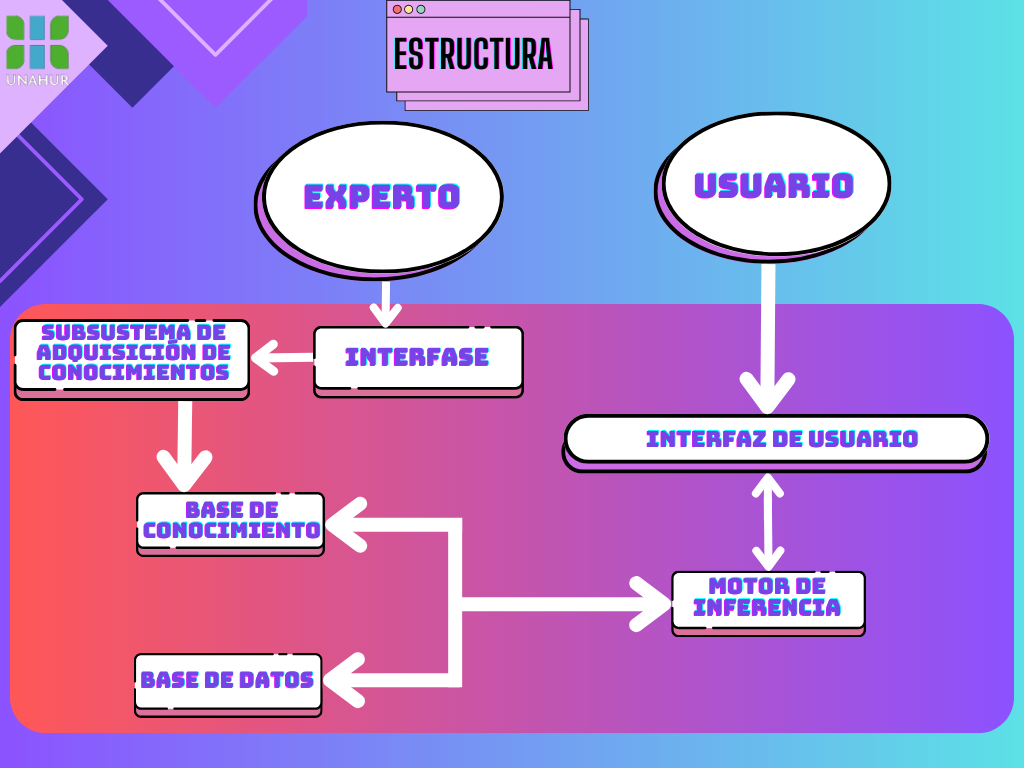 UNAHUR
ESTRUCTURA
EXPERTO
USUARIO
SUBSUSTEMA DE
ADQUISICIÓN DE
CONOCIMIENTOS
INTERFASE
INTERFAZ DE USUARIO
BASE DE
CONOCIMIENTO
MOTOR DE
INFERENCIA
BASE DE DATOS